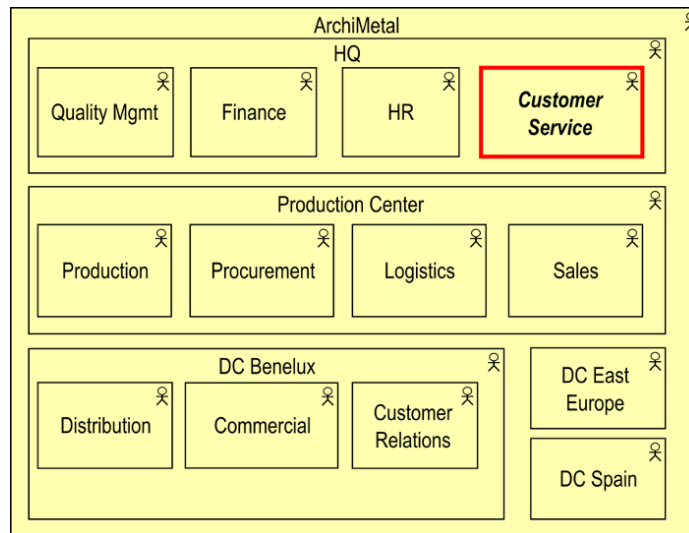 ArchiMetal
HQ
Quality Mgmt
Finance
HR
Customer
Service
Production Center
Production
Procurement
Logistics
Sales
DC Benelux
Distribution
Commercial
Customer
Relations
DC East
Europe
DC Spain